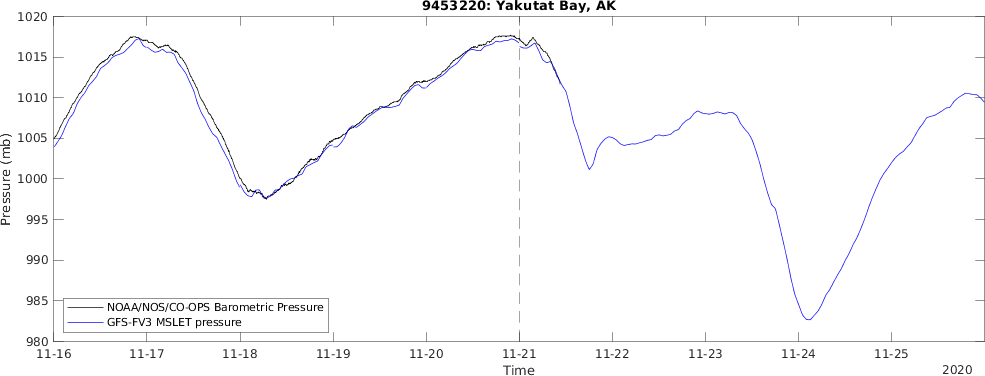 9453220: Yakutat Bay, AK
1020
1015
1010
1005
1000
995
990
985
980
Pressure (mb)
NOAA/NOS/CO-OPS Barometric Pressure
GFS-FV3 MSLET pressure
11-16 11-17 11-18 11-19 11-20 11-21 11-22 11-23 11-24 11-25
Time
2020